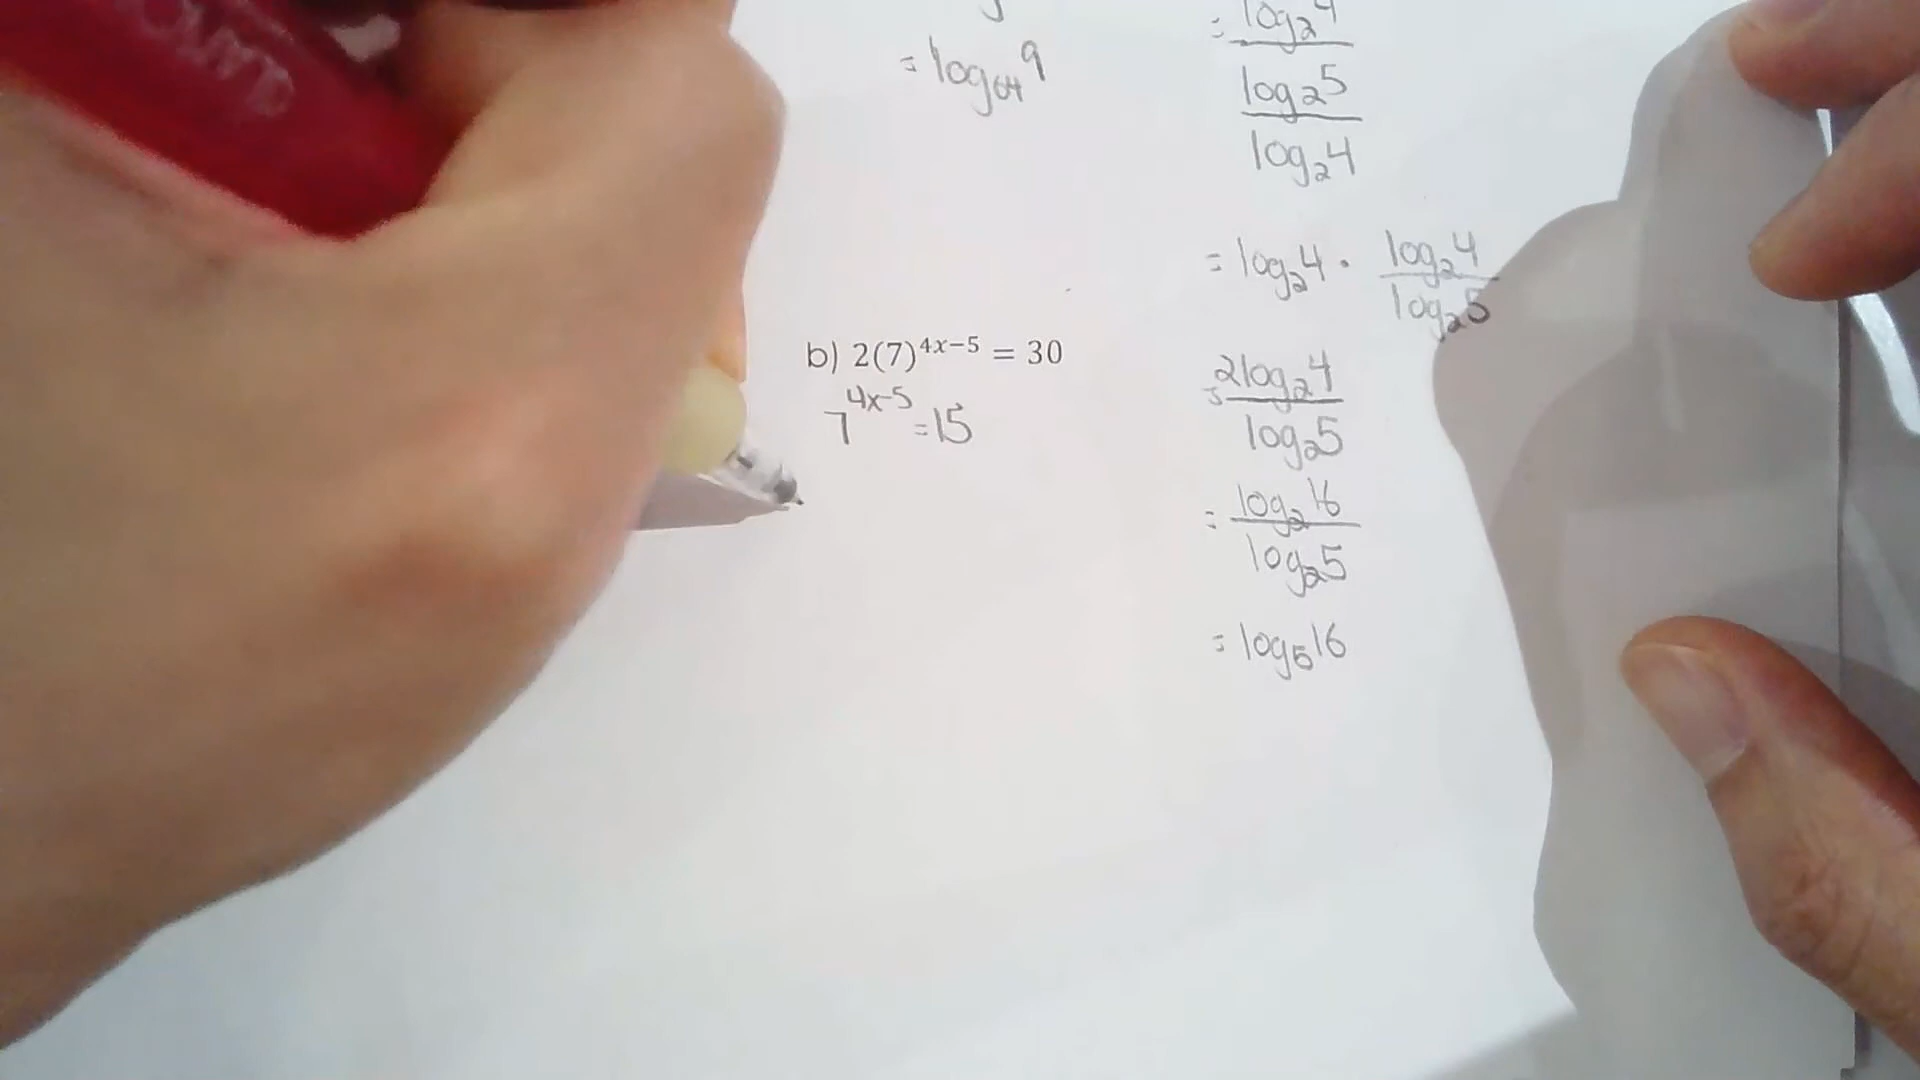 = log₆₄9
b) 2(7)^{4x-5} = 30
7^{4x-5} = 15
= log₂4
log₂5
log₂4
= log₂4 · log₂4
log₂5
= 2log₂4
log₂5
= log₂16
log₂5
= log₅16